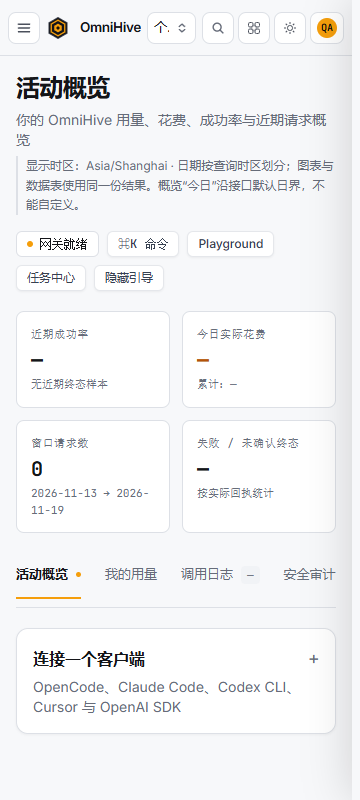 OmniHive 个. QA
活动概览
你的 OmniHive 用量、花费、成功率与近期请求概
览
显示时区：Asia/Shanghai · 日期按查询时区划分；图表与
数据表使用同一份结果。概览“今日”沿接口默认日界，不
能自定义。
网关就绪 ⌘K 命令 Playground
任务中心 隐藏引导
近期成功率 今日实际花费
— —
无近期终态样本 累计：—
窗口请求数 失败 / 未确认终态
0 —
2026-11-13 → 2026- 按实际回执统计
11-19
活动概览 我的用量 调用日志 — 安全审计
连接一个客户端 +
OpenCode、Claude Code、Codex CLI、
Cursor 与 OpenAI SDK